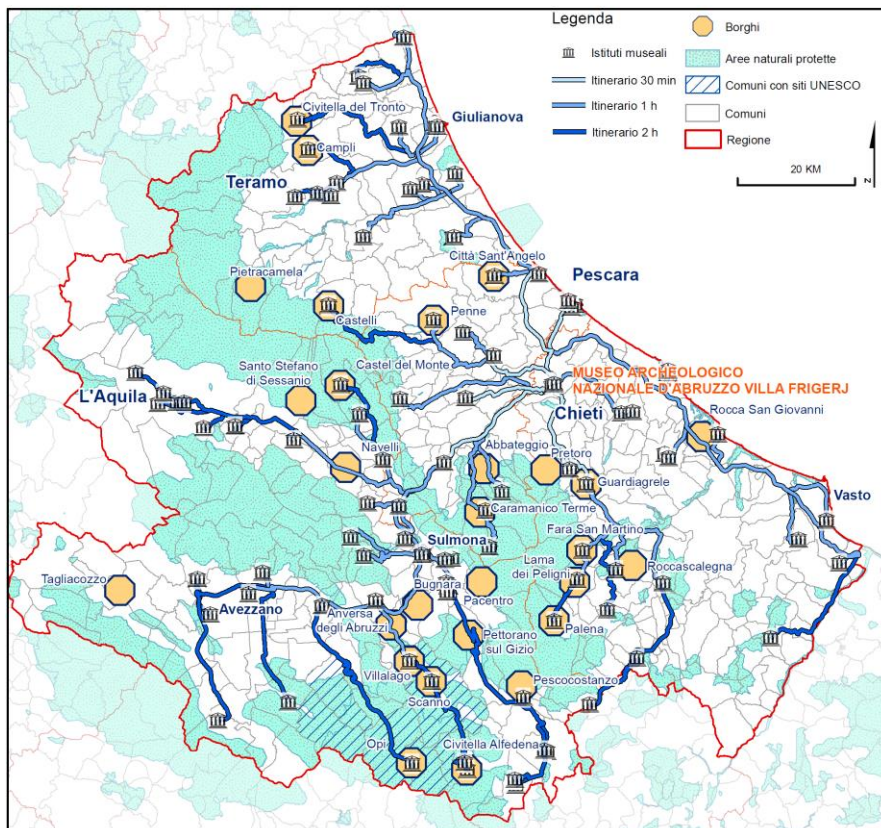 Legenda
Istituti museali
Itinerario 30 min
Itinerario 1 h
Itinerario 2 h
Borghi
Aree naturali protette
Comuni con siti UNESCO
Comuni
Regione
20 KM
N
Civitella del Tronto
Giulianova
Campli
Teramo
Città Sant'Angelo
Pietracamela
Pescara
Castelli
Penne
Castel del Monte
Santo Stefano
di Sessanio
MUSEO ARCHEOLOGICO
NAZIONALE D'ABRUZZO VILLA FRIGERJ
L'Aquila
Chieti
Rocca San Giovanni
Navelli
Abbateggio
Pretoro
Guardiagrele
Vasto
Caramanico Terme
Fara San Martino
Sulmona
Lama
dei Peligni
Roccascalegna
Tagliacozzo
Avezzano
Bugnara
Pacentro
Anversa
degli Abruzzi
Palena
Pettorano
sul Gizio
Villalago
Pescocostanzo
Scanno
Opi
Civitella Alfedena